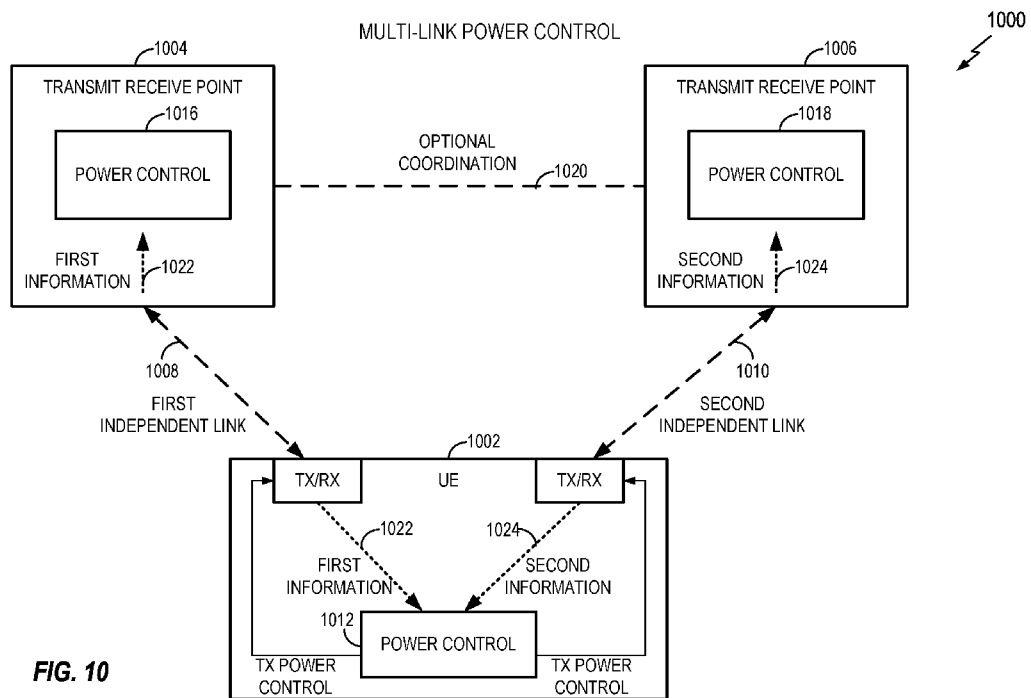 1000
MULTI-LINK POWER CONTROL
1004
TRANSMIT RECEIVE POINT
1016
POWER CONTROL
FIRST
INFORMATION
1022
OPTIONAL
COORDINATION
1020
1006
TRANSMIT RECEIVE POINT
1018
POWER CONTROL
SECOND
INFORMATION
1024
1008
FIRST
INDEPENDENT LINK
1010
SECOND
INDEPENDENT LINK
1002
TX/RX
UE
TX/RX
1022
FIRST
INFORMATION
1024
SECOND
INFORMATION
1012
POWER CONTROL
TX POWER
CONTROL
TX POWER
CONTROL
FIG. 10